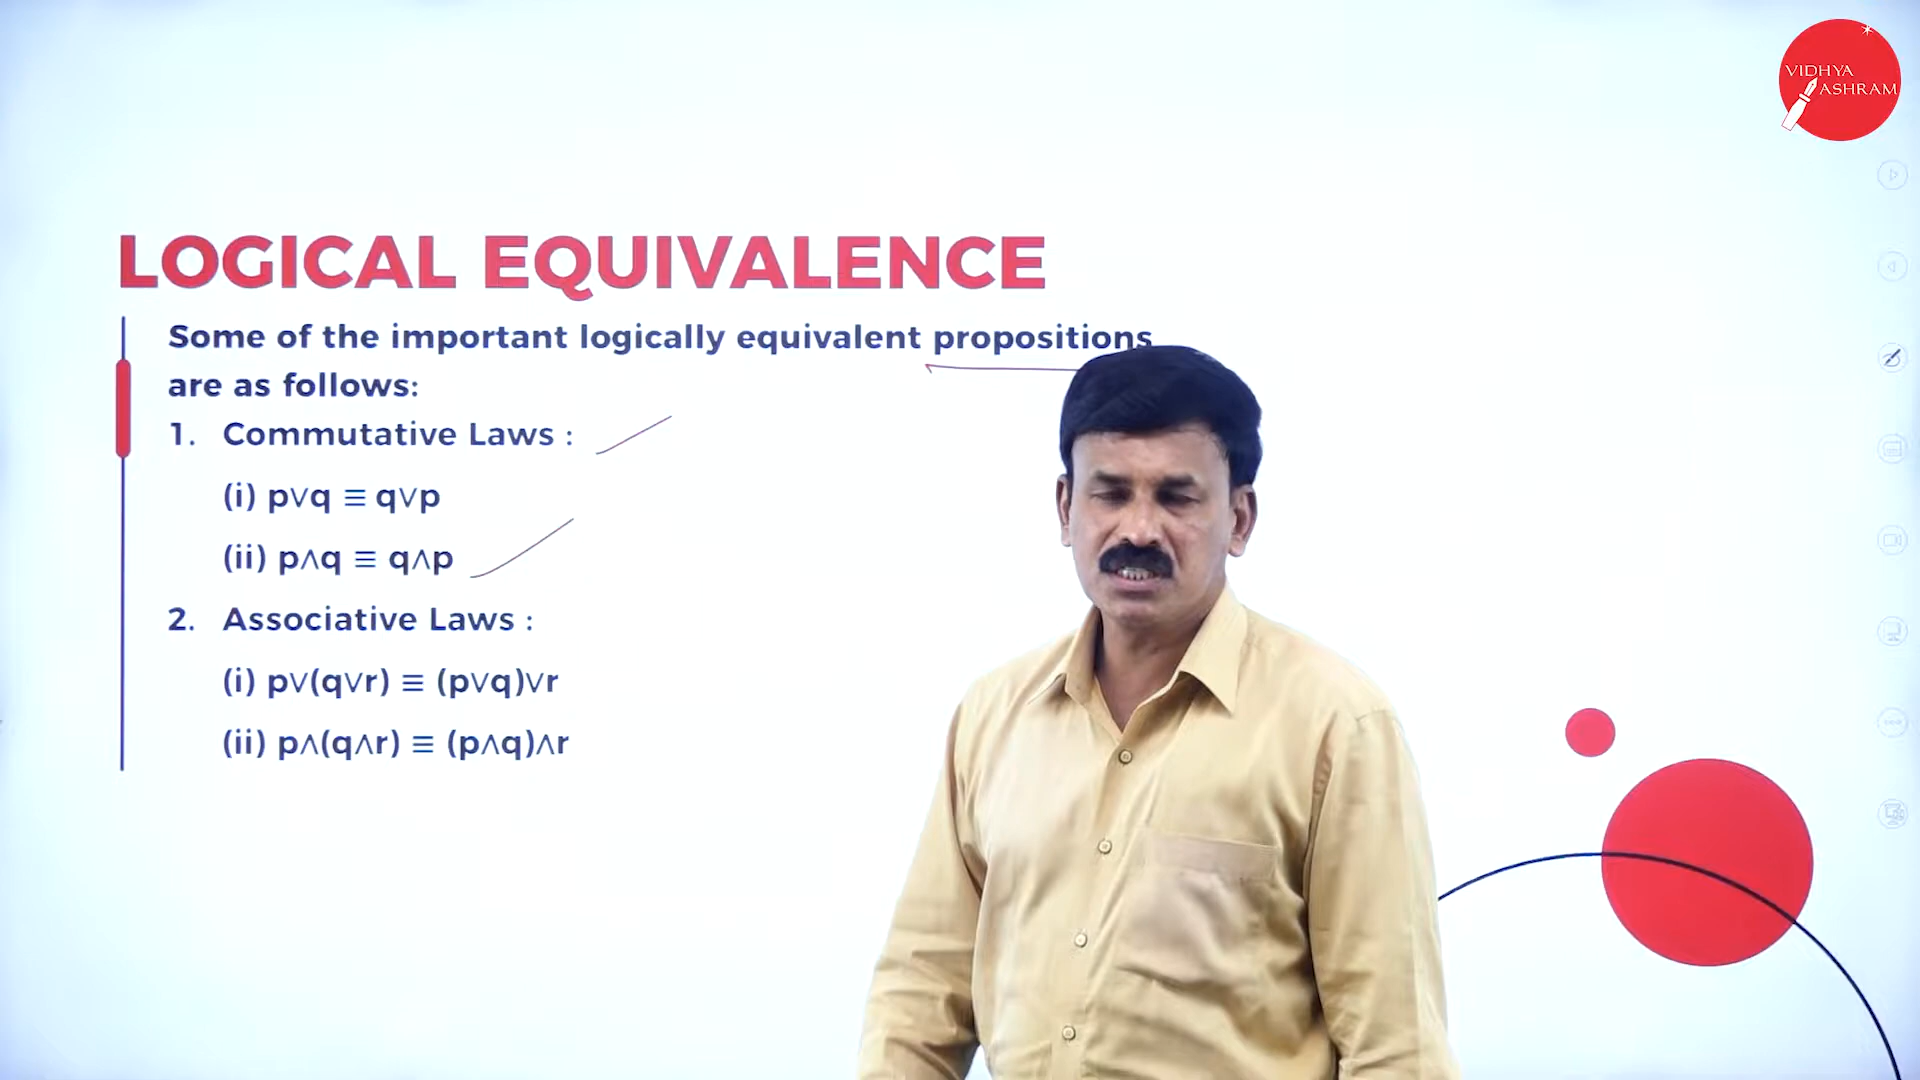 VIDHYA
ASHRAM
LOGICAL EQUIVALENCE
Some of the important logically equivalent propositions
are as follows:
1. Commutative Laws :
(i) p∨q ≡ q∨p
(ii) p∧q ≡ q∧p
2. Associative Laws :
(i) p∨(q∨r) ≡ (p∨q)∨r
(ii) p∧(q∧r) ≡ (p∧q)∧r